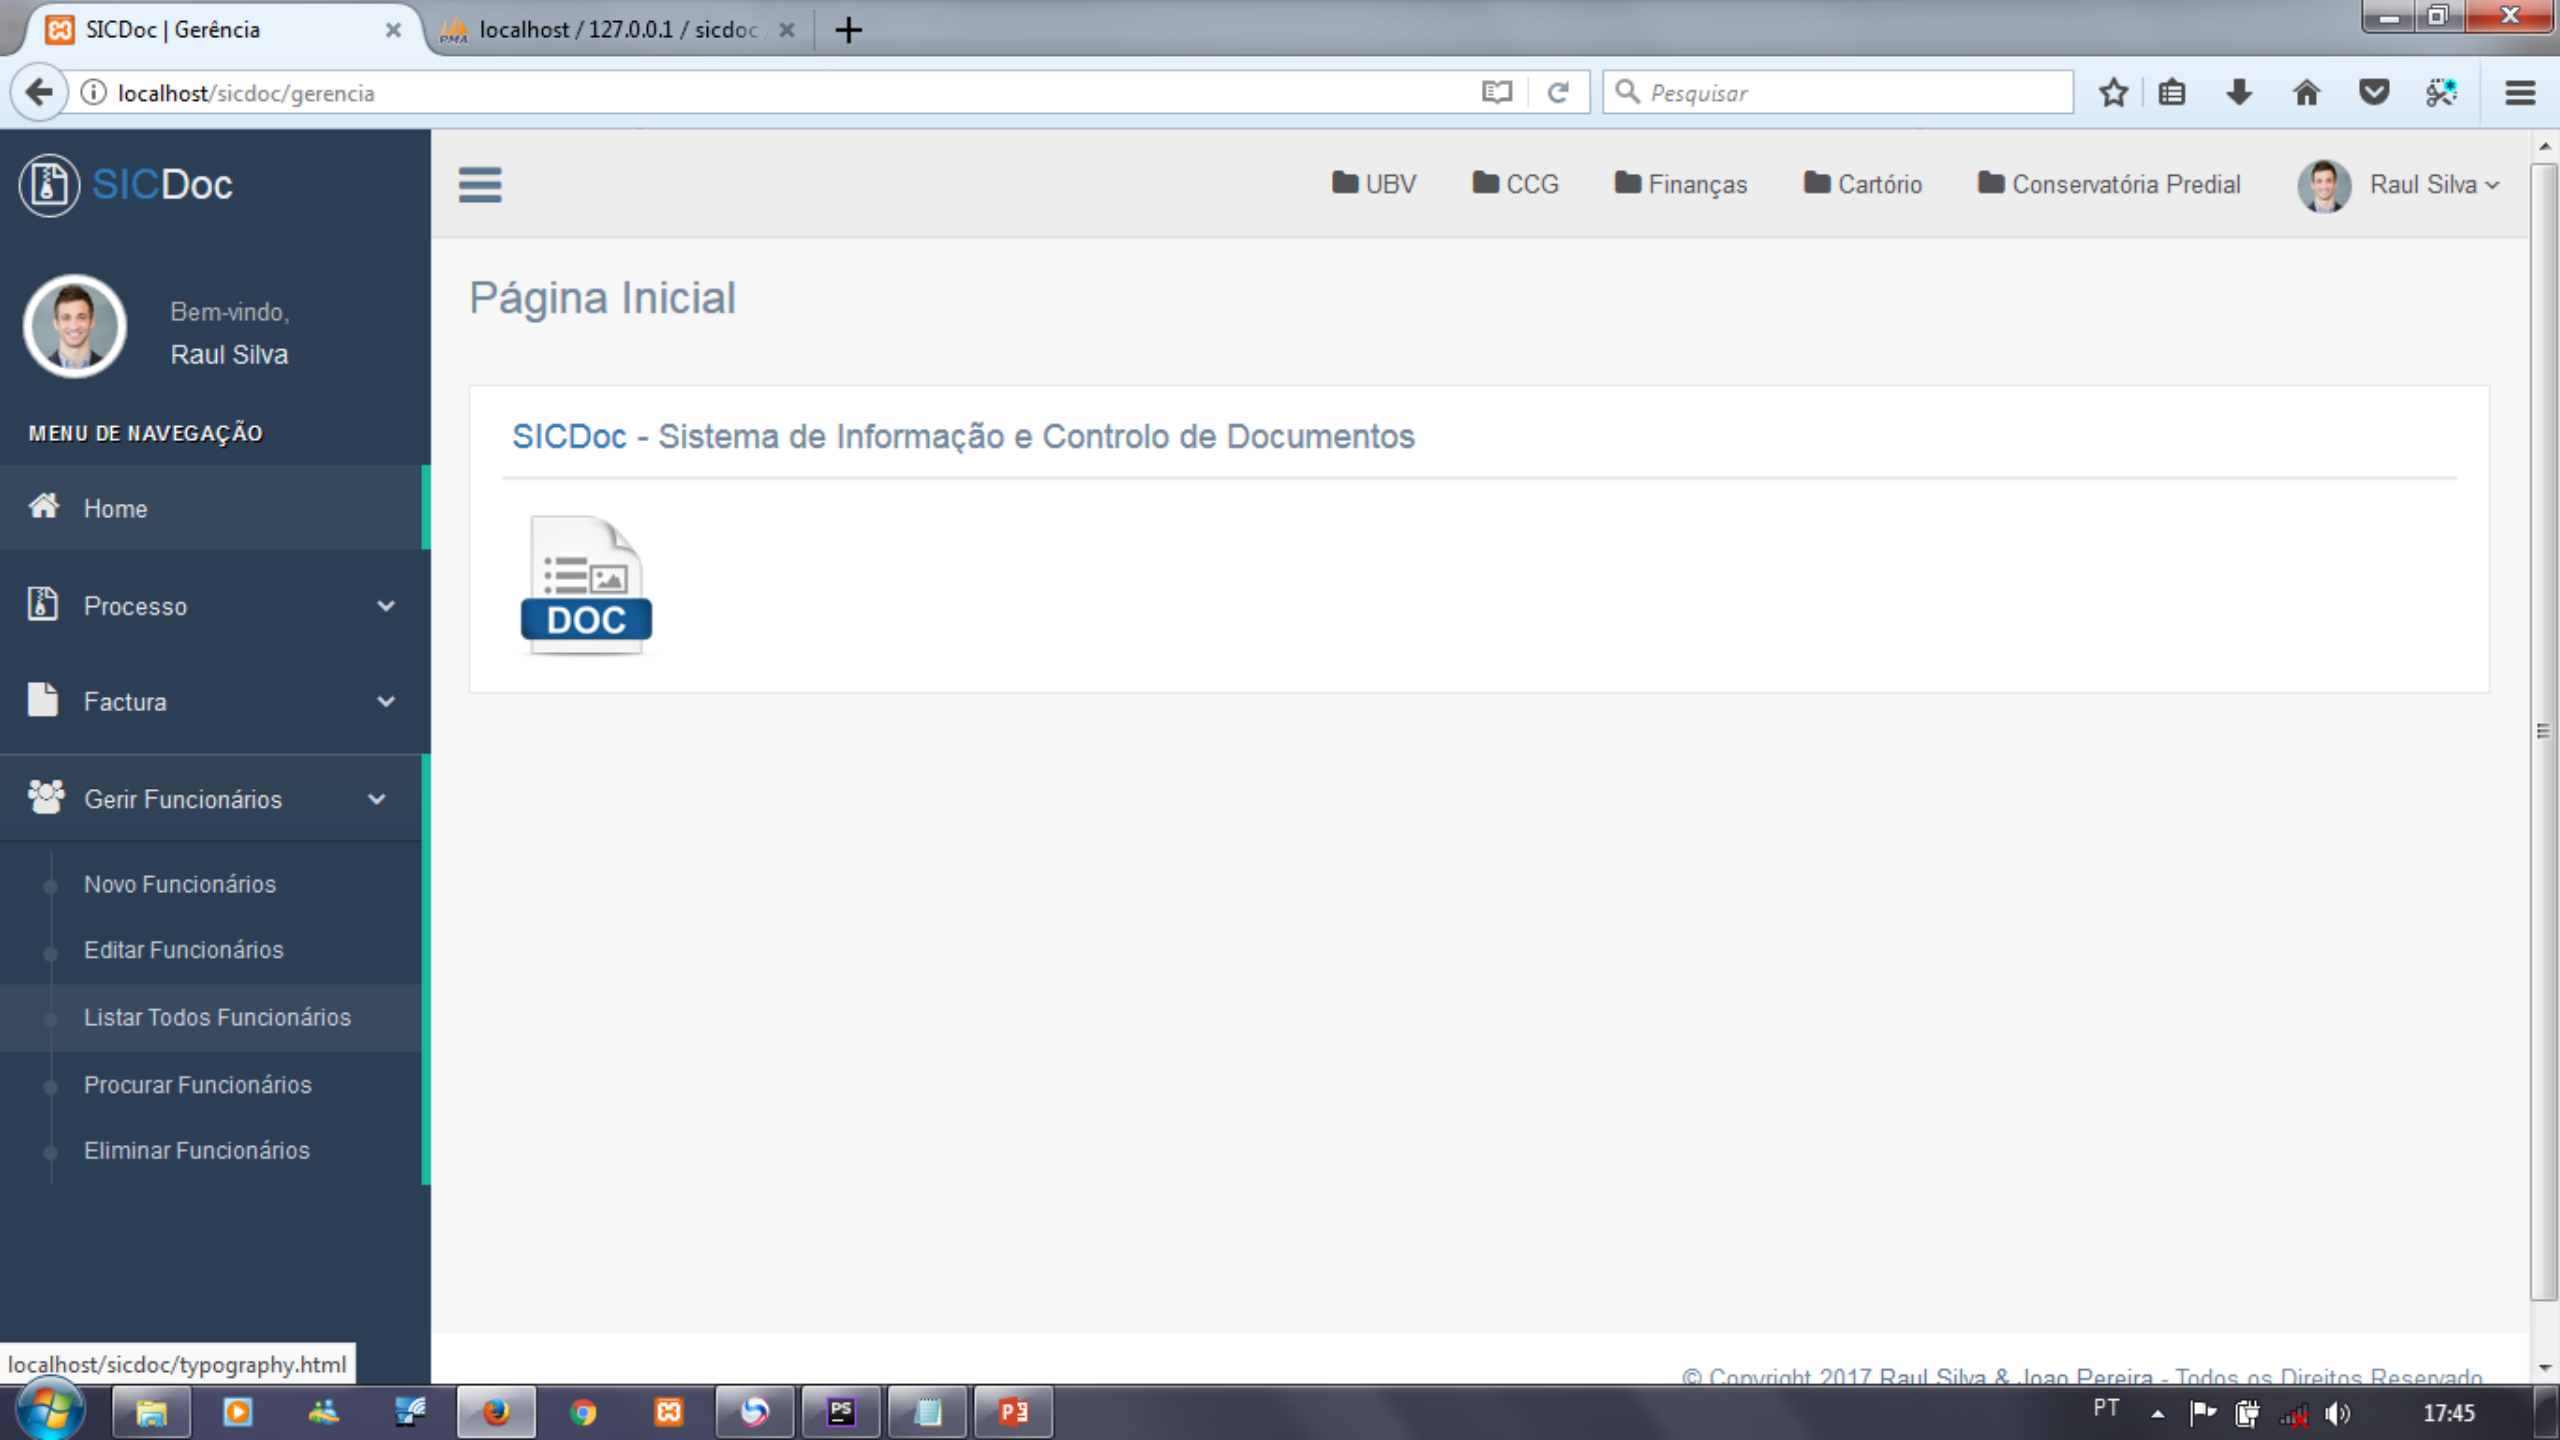 SICDoc | Gerência
localhost / 127.0.0.1 / sicdoc
localhost/sicdoc/gerencia
Pesquisar
SICDoc
UBV
CCG
Finanças
Cartório
Conservatória Predial
Raul Silva
Bem-vindo,
Raul Silva
MENU DE NAVEGAÇÃO
Home
Processo
Factura
Gerir Funcionários
Novo Funcionários
Editar Funcionários
Listar Todos Funcionários
Procurar Funcionários
Eliminar Funcionários
Página Inicial
SICDoc - Sistema de Informação e Controlo de Documentos
DOC
localhost/sicdoc/typography.html
© Copyright 2017 Raul Silva & Joao Pereira - Todos os Direitos Reservado
PS
P
PT
17:45